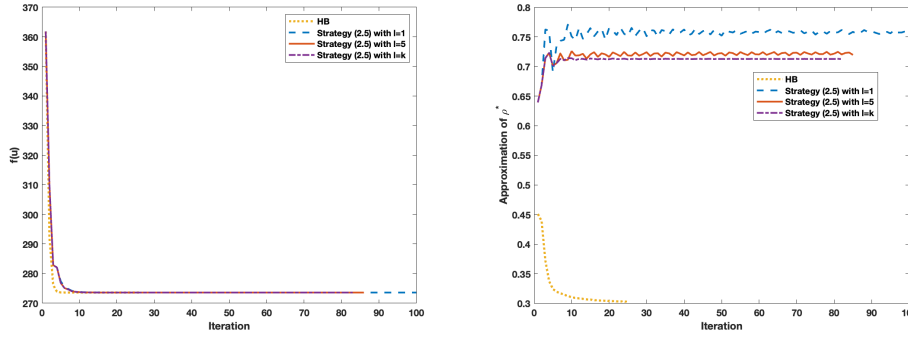 370
360
350
340
330
320
310
300
290
280
270
f(u)
0 10 20 30 40 50 60 70 80 90 100
Iteration
HB
Strategy (2.5) with l=1
Strategy (2.5) with l=5
Strategy (2.5) with l=k
0.8
0.75
0.7
0.65
0.6
0.55
0.5
0.45
0.4
0.35
0.3
Approximation of ρ*
0 10 20 30 40 50 60 70 80 90 100
Iteration
HB
Strategy (2.5) with l=1
Strategy (2.5) with l=5
Strategy (2.5) with l=k